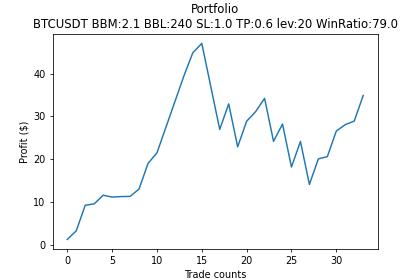 Portfolio
BTCUSDT BBM:2.1 BBL:240 SL:1.0 TP:0.6 lev:20 WinRatio:79.0
40
30
20
10
0
Profit ($)
0 5 10 15 20 25 30
Trade counts